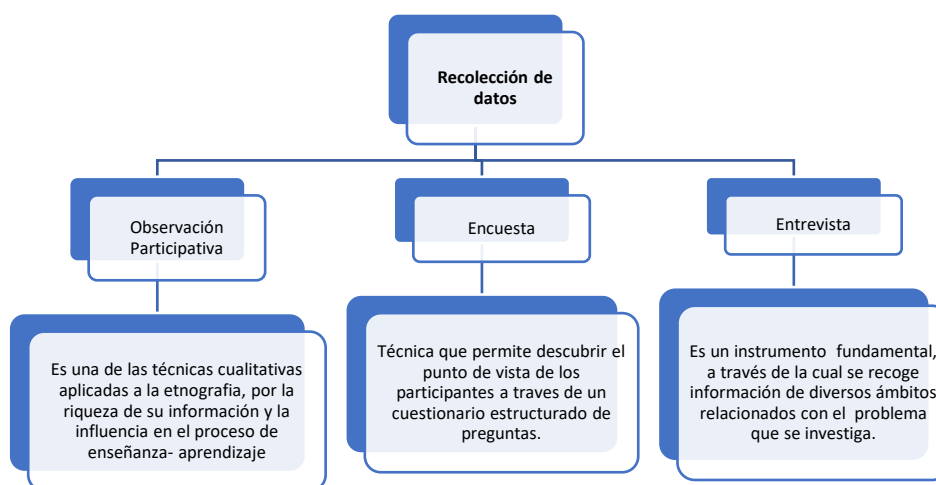 Recolección de
datos
Observación
Participativa
Encuesta
Entrevista
Es una de las técnicas cualitativas
aplicadas a la etnografia, por la
riqueza de su información y la
influencia en el proceso de
enseñanza- aprendizaje
Técnica que permite descubrir el
punto de vista de los
participantes a traves de un
cuestionario estructurado de
preguntas.
Es un instrumento fundamental,
a través de la cual se recoge
información de diversos ámbitos
relacionados con el problema
que se investiga.